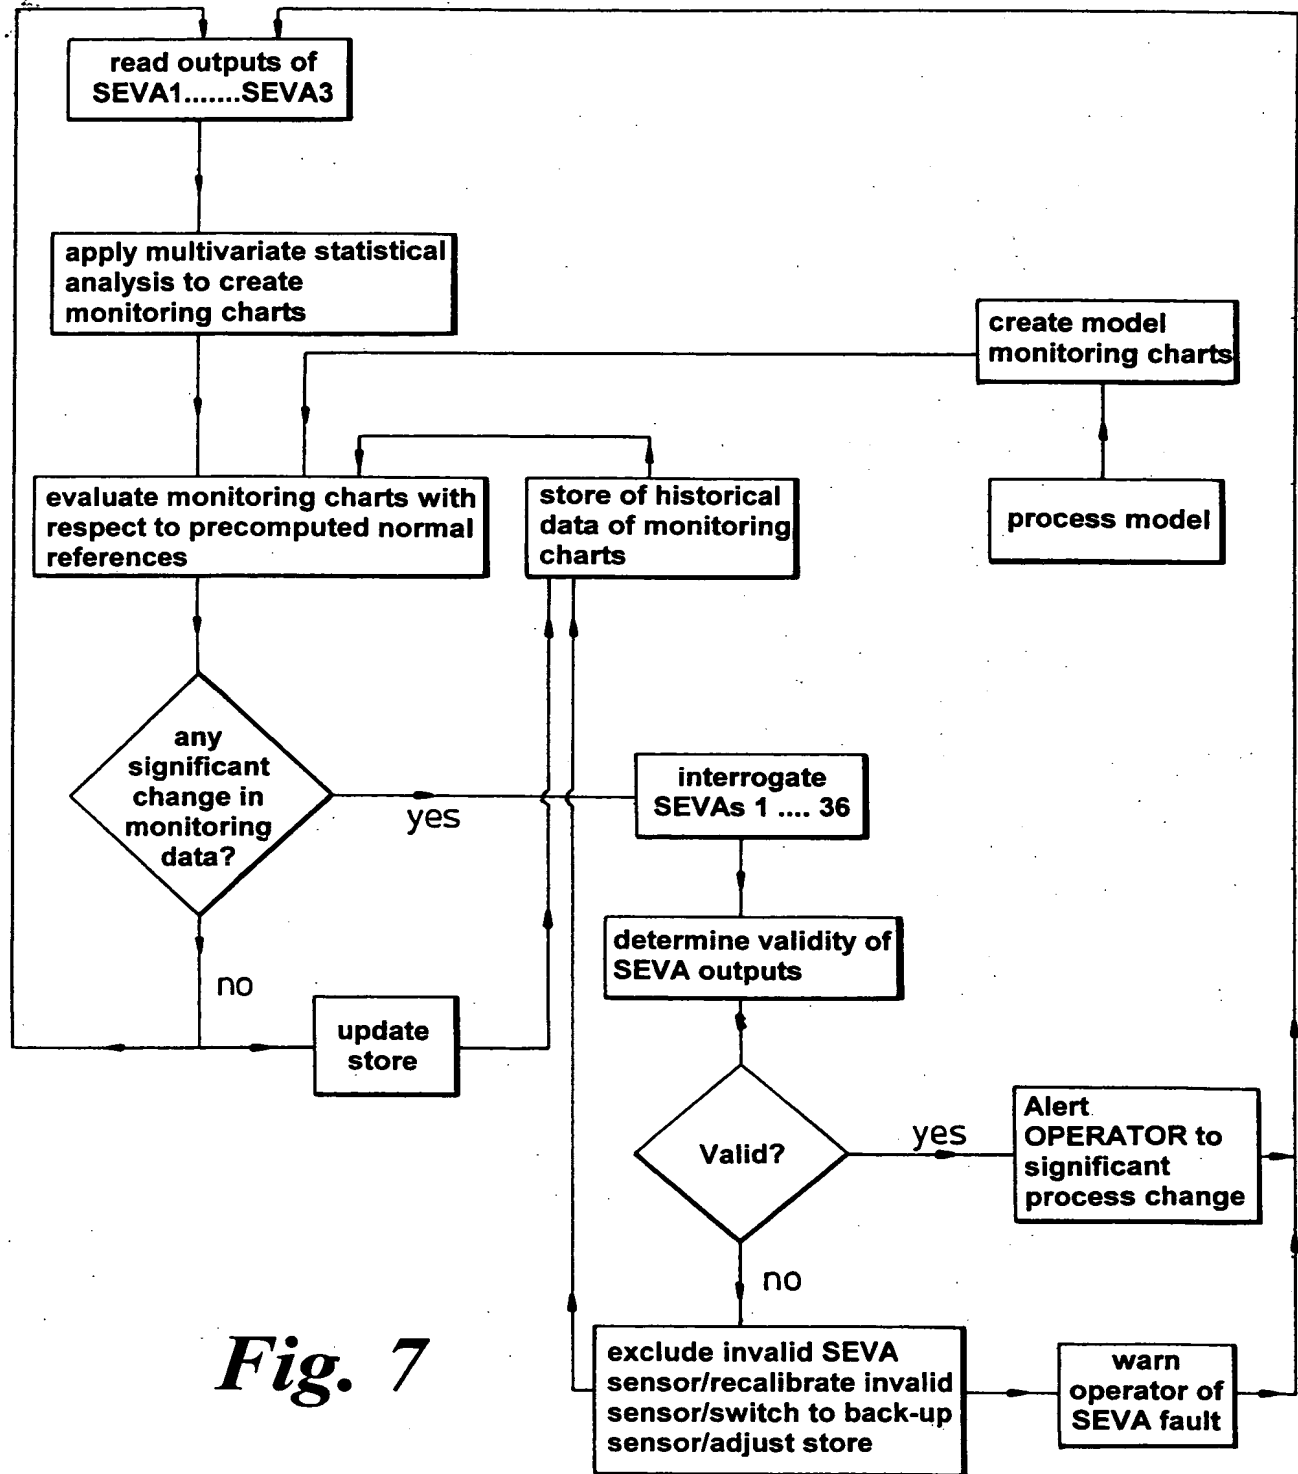 read outputs of
SEVA1.......SEVA3
apply multivariate statistical
analysis to create
monitoring charts
create model
monitoring charts
evaluate monitoring charts with
respect to precomputed normal
references
store of historical
data of monitoring
charts
process model
any
significant
change in
monitoring
data?
yes
interrogate
SEVAs 1 .... 36
determine validity of
SEVA outputs
no
update
store
Valid?
yes
Alert
OPERATOR to
significant
process change
no
exclude invalid SEVA
sensor/recalibrate invalid
sensor/switch to back-up
sensor/adjust store
warn
operator of
SEVA fault
Fig. 7